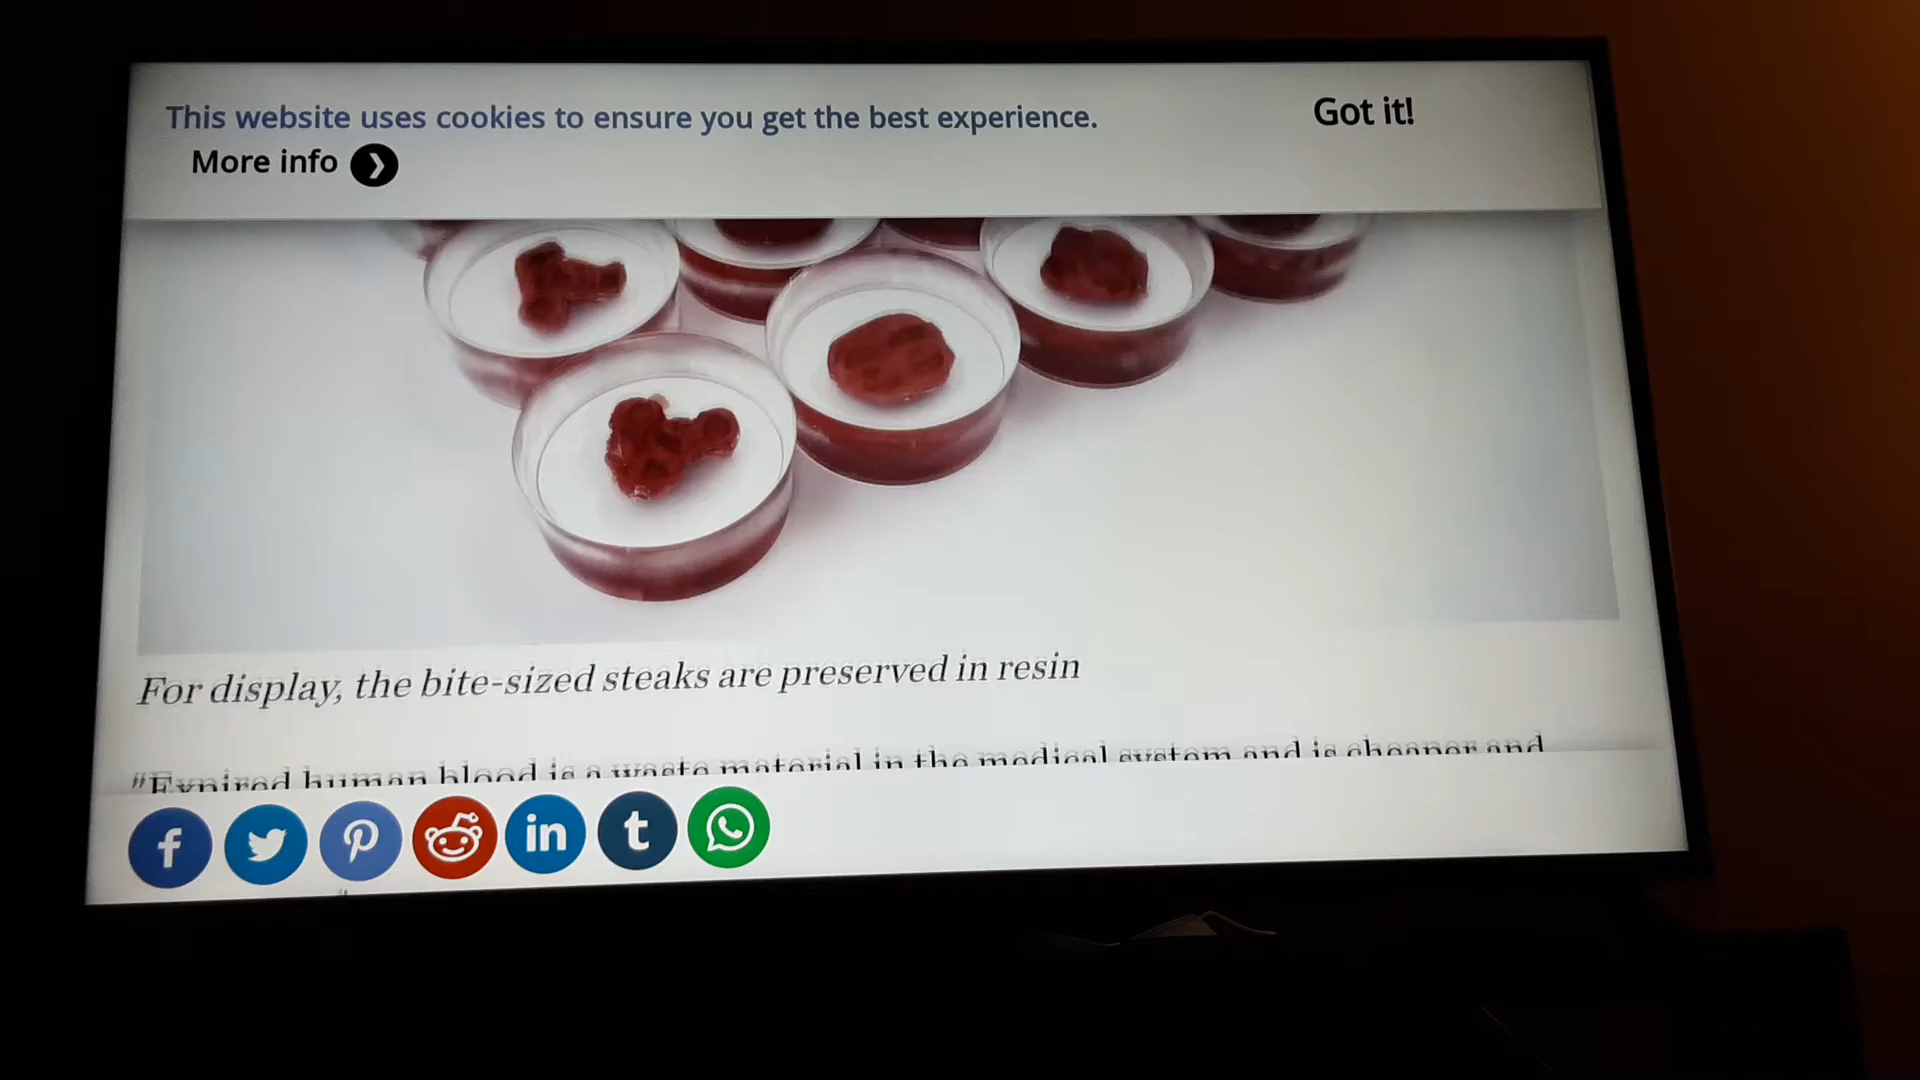 This website uses cookies to ensure you get the best experience.
Got it!
More info
For display, the bite-sized steaks are preserved in resin
"Expired human blood is a waste material in the medical system and is cheaper and